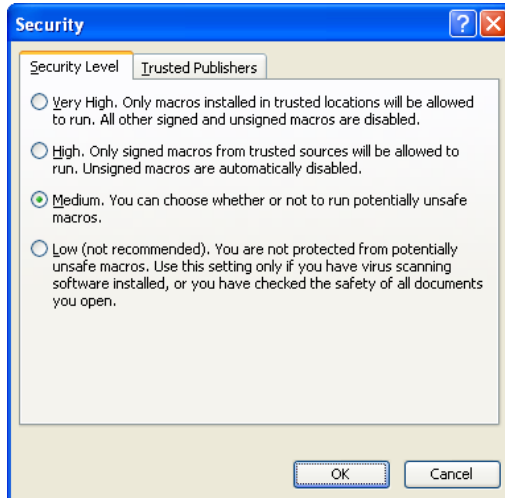 Security
Security Level
Trusted Publishers
Very High. Only macros installed in trusted locations will be allowed
to run. All other signed and unsigned macros are disabled.
High. Only signed macros from trusted sources will be allowed to
run. Unsigned macros are automatically disabled.
Medium. You can choose whether or not to run potentially unsafe
macros.
Low (not recommended). You are not protected from potentially
unsafe macros. Use this setting only if you have virus scanning
software installed, or you have checked the safety of all documents
you open.
OK
Cancel